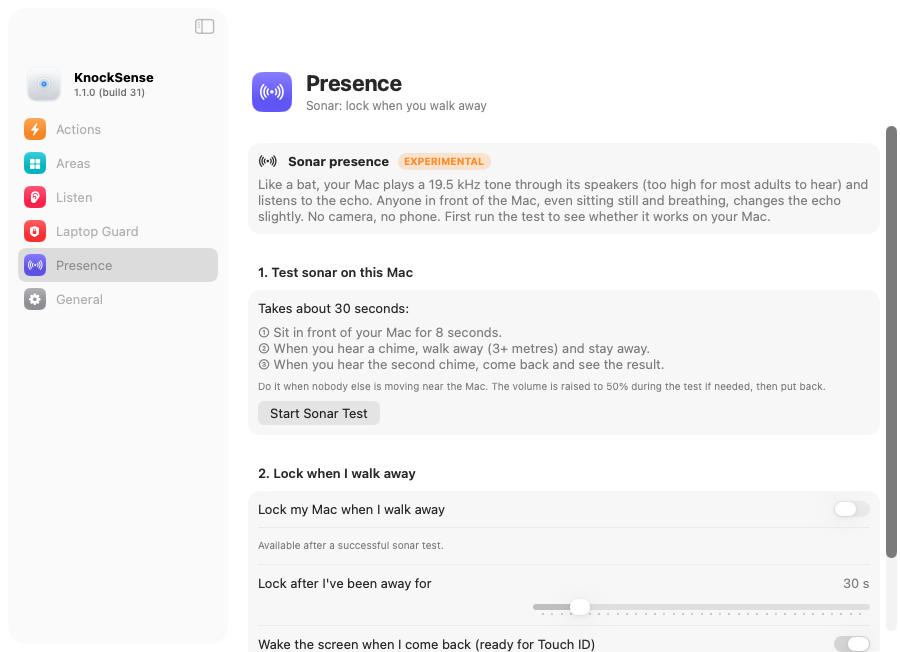 KnockSense
1.1.0 (build 31)
Actions
Areas
Listen
Laptop Guard
Presence
General
Presence
Sonar: lock when you walk away
Sonar presence EXPERIMENTAL
Like a bat, your Mac plays a 19.5 kHz tone through its speakers (too high for most adults to hear) and
listens to the echo. Anyone in front of the Mac, even sitting still and breathing, changes the echo
slightly. No camera, no phone. First run the test to see whether it works on your Mac.
1. Test sonar on this Mac
Takes about 30 seconds:
① Sit in front of your Mac for 8 seconds.
② When you hear a chime, walk away (3+ metres) and stay away.
③ When you hear the second chime, come back and see the result.
Do it when nobody else is moving near the Mac. The volume is raised to 50% during the test if needed, then put back.
Start Sonar Test
2. Lock when I walk away
Lock my Mac when I walk away
Available after a successful sonar test.
Lock after I've been away for 30 s
Wake the screen when I come back (ready for Touch ID)